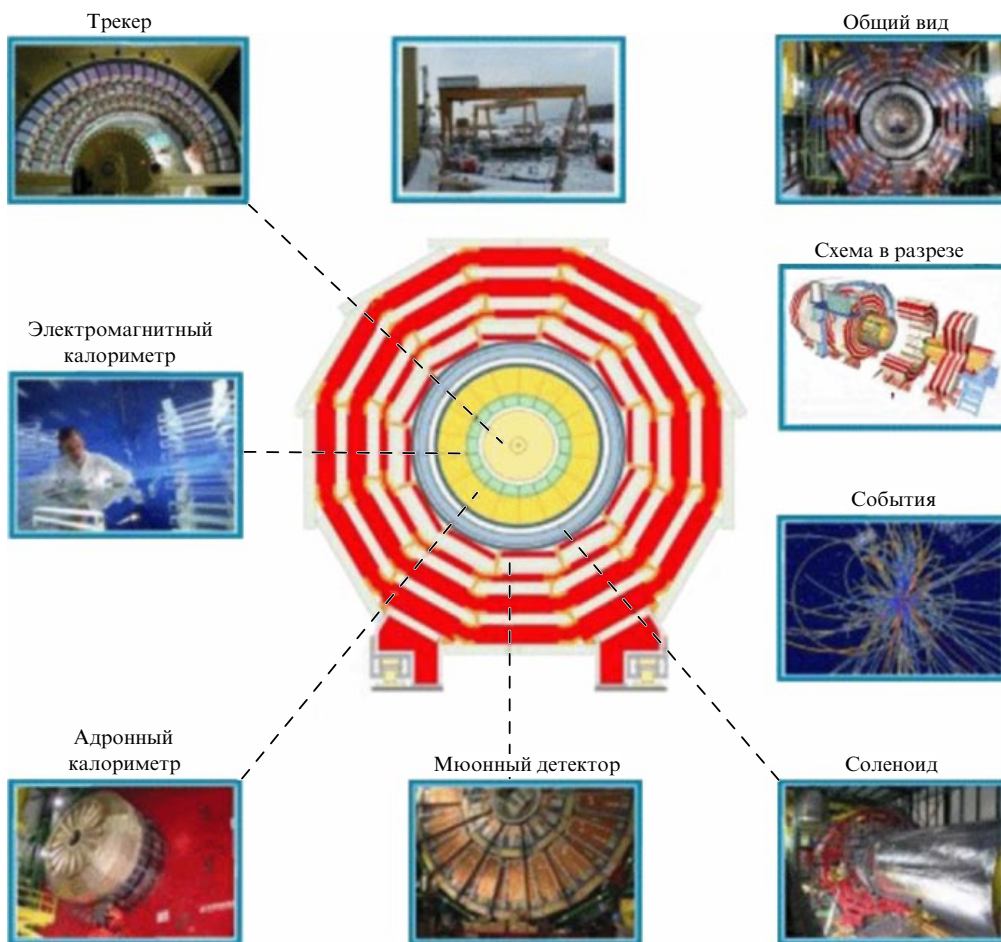 Трекер
Общий вид
Схема в разрезе
Электромагнитный
калориметр
События
Адронный
калориметр
Мюонный детектор
Соленоид